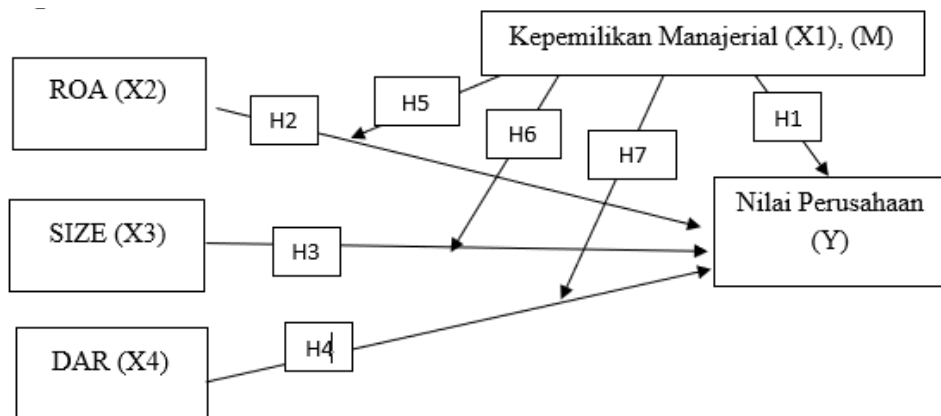 Kepemilikan Manajerial (X1), (M)
ROA (X2)
H5
H2
H6
H1
H7
Nilai Perusahaan
(Y)
SIZE (X3)
H3
H4
DAR (X4)